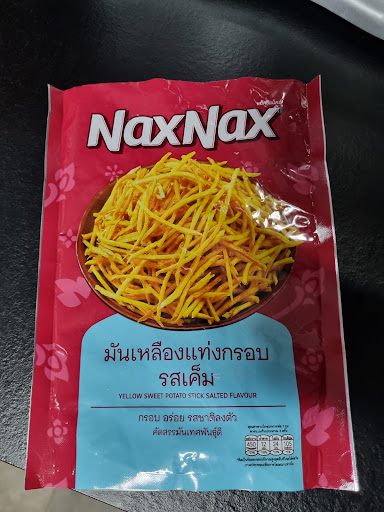 NaxNax
มันเหลืองแท่งกรอบ
รสเค็ม
YELLOW SWEET POTATO STICK SALTED FLAVOUR
กรอบ อร่อย รสชาติลงตัว
คัดสรรมันเทศพันธุ์ดี